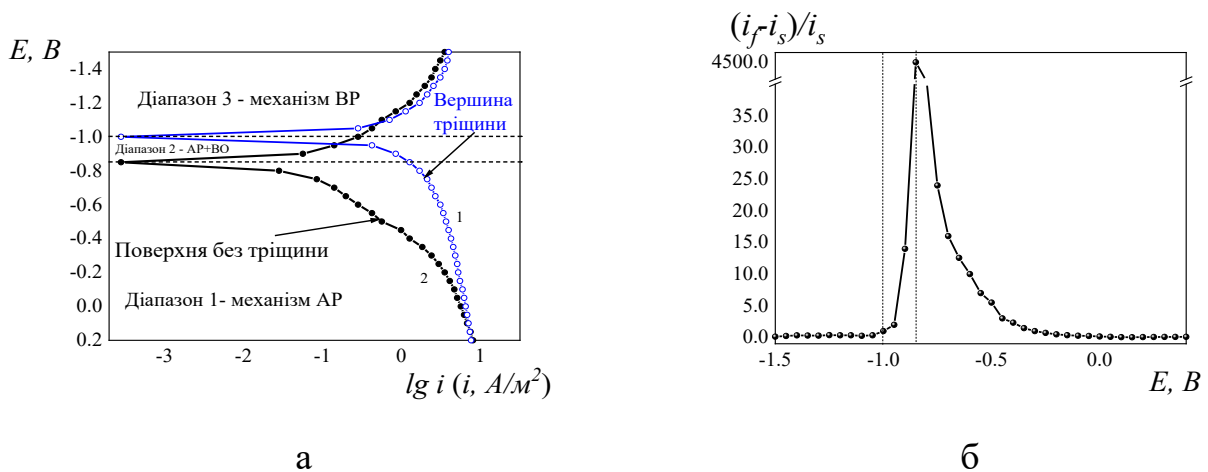 E, В
-1.4
-1.2
-1.0
-0.8
-0.6
-0.4
-0.2
0.0
0.2
Діапазон 3 - механізм ВР
Вершина
тріщини
Діапазон 2 - АР+ВО
1
Поверхня без тріщини
2
Діапазон 1- механізм АР
-3 -2 -1 0 1
lg i (i, А/м²)
а
(i_f-i_s)/i_s
4500.0
35.0
30.0
25.0
20.0
15.0
10.0
5.0
0.0
-1.5 -1.0 -0.5 0.0
E, В
б